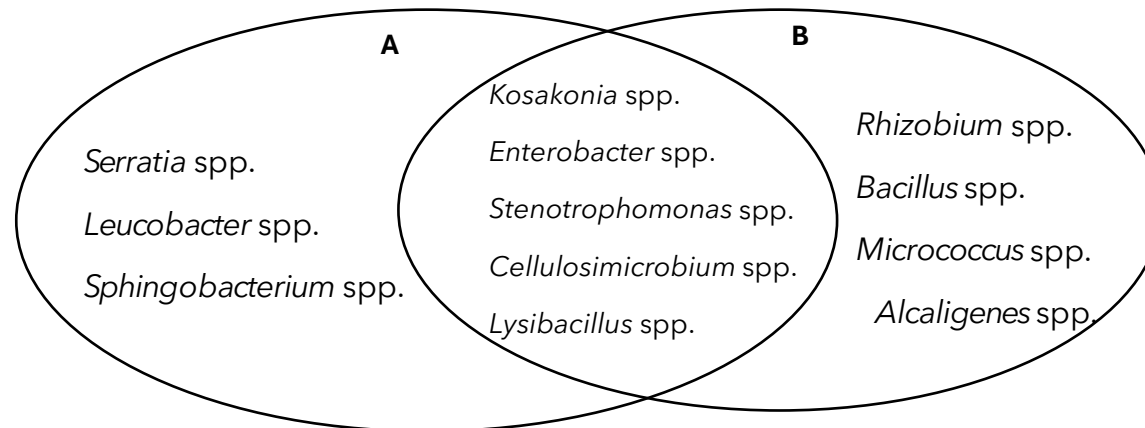 A
B
Serratia spp.
Leucobacter spp.
Sphingobacterium spp.
Kosakonia spp.
Enterobacter spp.
Stenotrophomonas spp.
Cellulosimicrobium spp.
Lysibacillus spp.
Rhizobium spp.
Bacillus spp.
Micrococcus spp.
Alcaligenes spp.